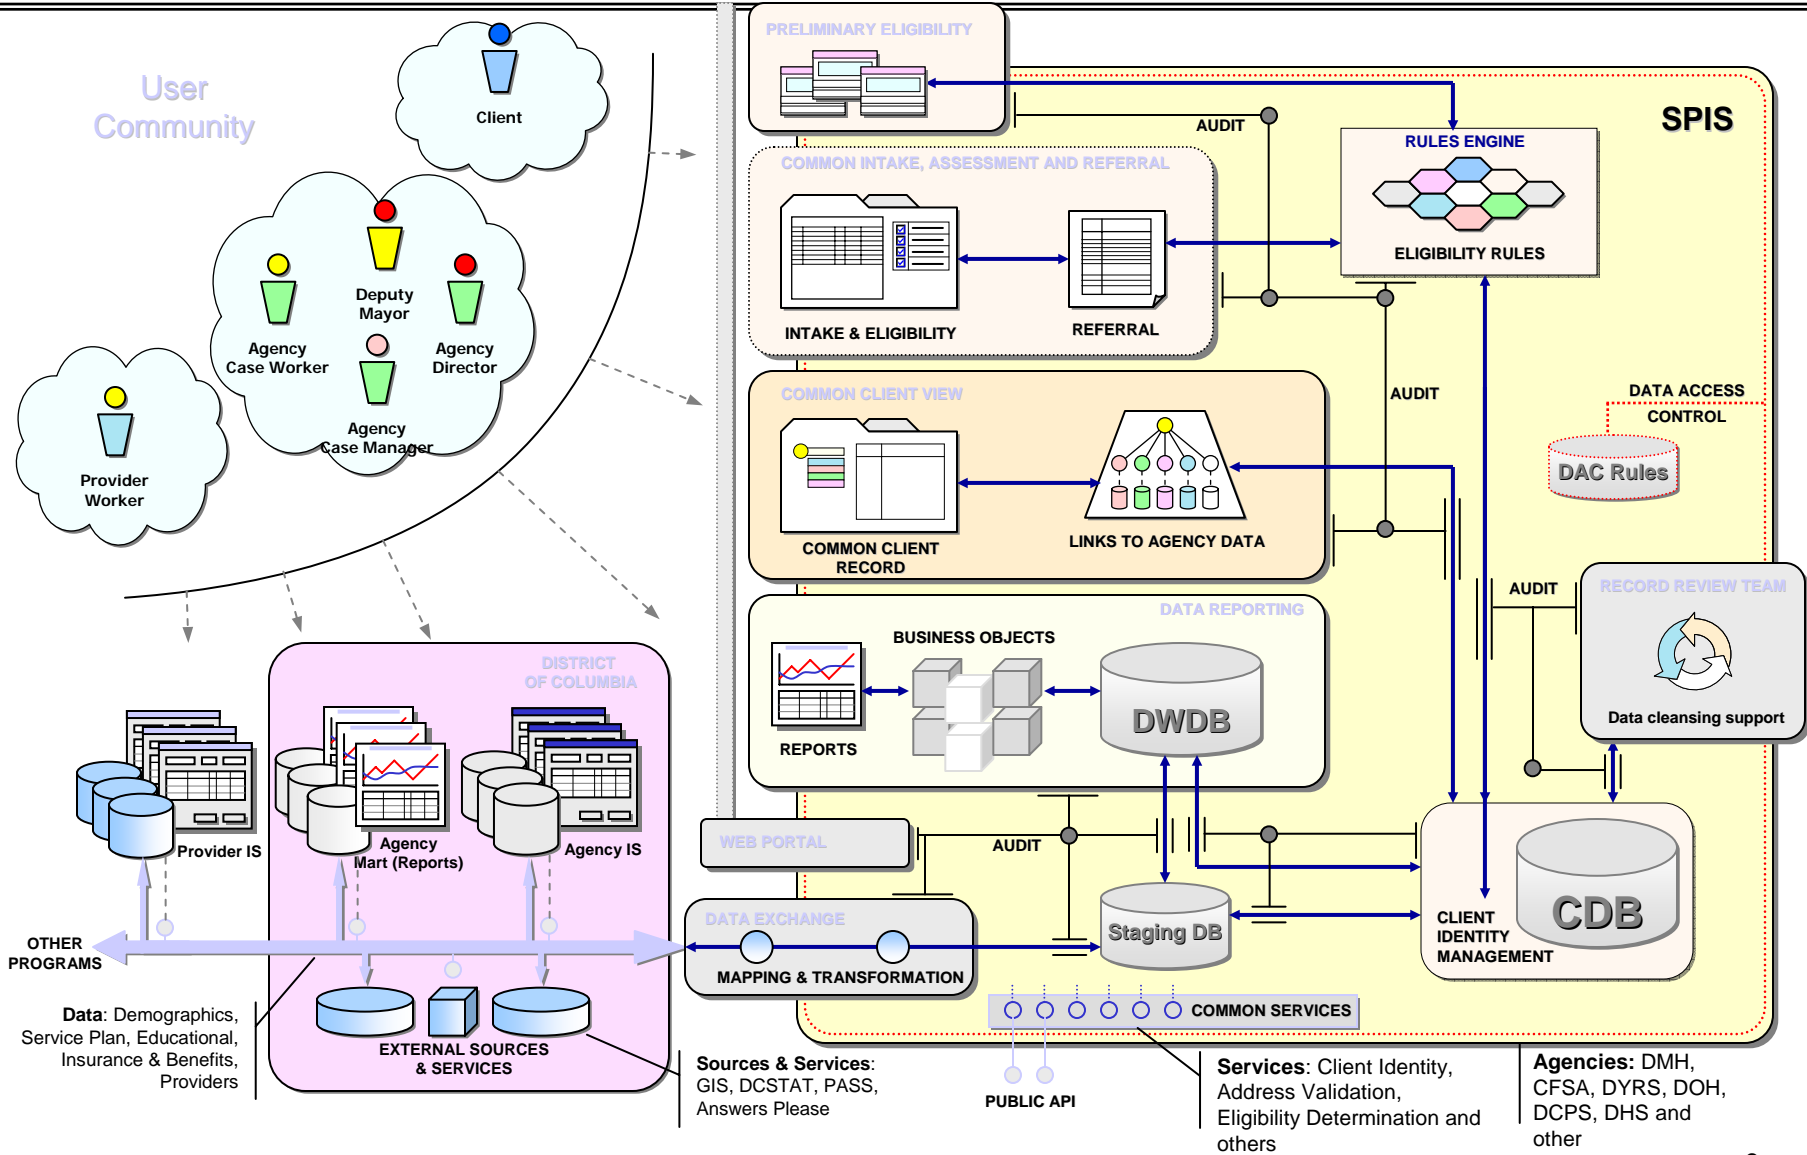 User
Community
Client
Deputy
Mayor
Agency
Case Worker
Agency
Director
Agency
Case Manager
Provider
Worker
PRELIMINARY ELIGIBILITY
SPIS
AUDIT
RULES ENGINE
ELIGIBILITY RULES
COMMON INTAKE, ASSESSMENT AND REFERRAL
INTAKE & ELIGIBILITY
REFERRAL
COMMON CLIENT VIEW
AUDIT
DATA ACCESS
CONTROL
DAC Rules
COMMON CLIENT
RECORD
LINKS TO AGENCY DATA
AUDIT
RECORD REVIEW TEAM
Data cleansing support
DATA REPORTING
BUSINESS OBJECTS
REPORTS
DWDB
DISTRICT
OF COLUMBIA
Provider IS
Agency
Mart (Reports)
Agency IS
WEB PORTAL
AUDIT
DATA EXCHANGE
MAPPING & TRANSFORMATION
Staging DB
CLIENT
IDENTITY
MANAGEMENT
CDB
OTHER
PROGRAMS
EXTERNAL SOURCES
& SERVICES
COMMON SERVICES
PUBLIC API
Data: Demographics,
Service Plan, Educational,
Insurance & Benefits,
Providers
Sources & Services:
GIS, DCSTAT, PASS,
Answers Please
Services: Client Identity,
Address Validation,
Eligibility Determination and
others
Agencies: DMH,
CFSA, DYRS, DOH,
DCPS, DHS and
other